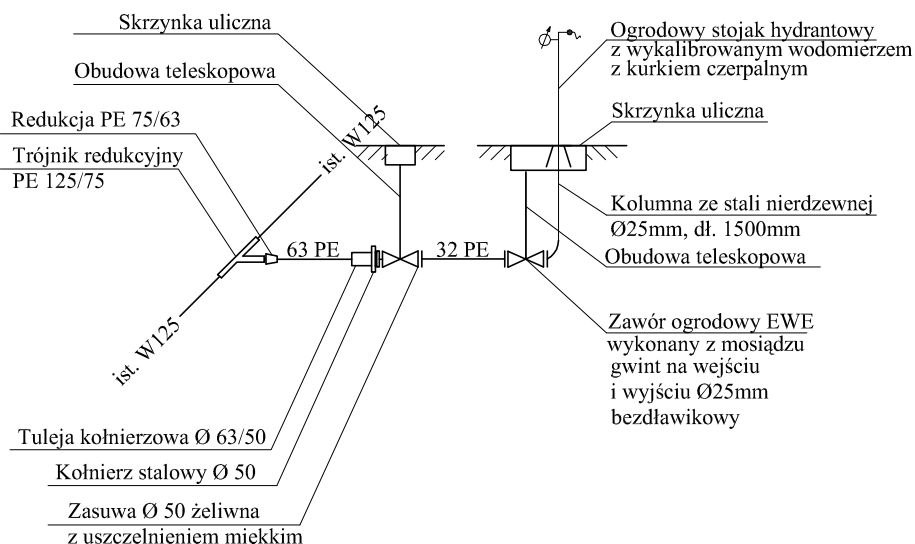 Skrzynka uliczna
Obudowa teleskopowa
Redukcja PE 75/63
Trójnik redukcyjny
PE 125/75
ist. W125
63 PE
32 PE
ist. W125
Tuleja kołnierzowa Ø 63/50
Kołnierz stalowy Ø 50
Zasuwa Ø 50 żeliwna
z uszczelnieniem miękkim
Ogrodowy stojak hydrantowy
z wykalibrowanym wodomierzem
z kurkiem czerpalnym
Skrzynka uliczna
Kolumna ze stali nierdzewnej
Ø25mm, dł. 1500mm
Obudowa teleskopowa
Zawór ogrodowy EWE
wykonany z mosiądzu
gwint na wejściu
i wyjściu Ø25mm
bezdławikowy